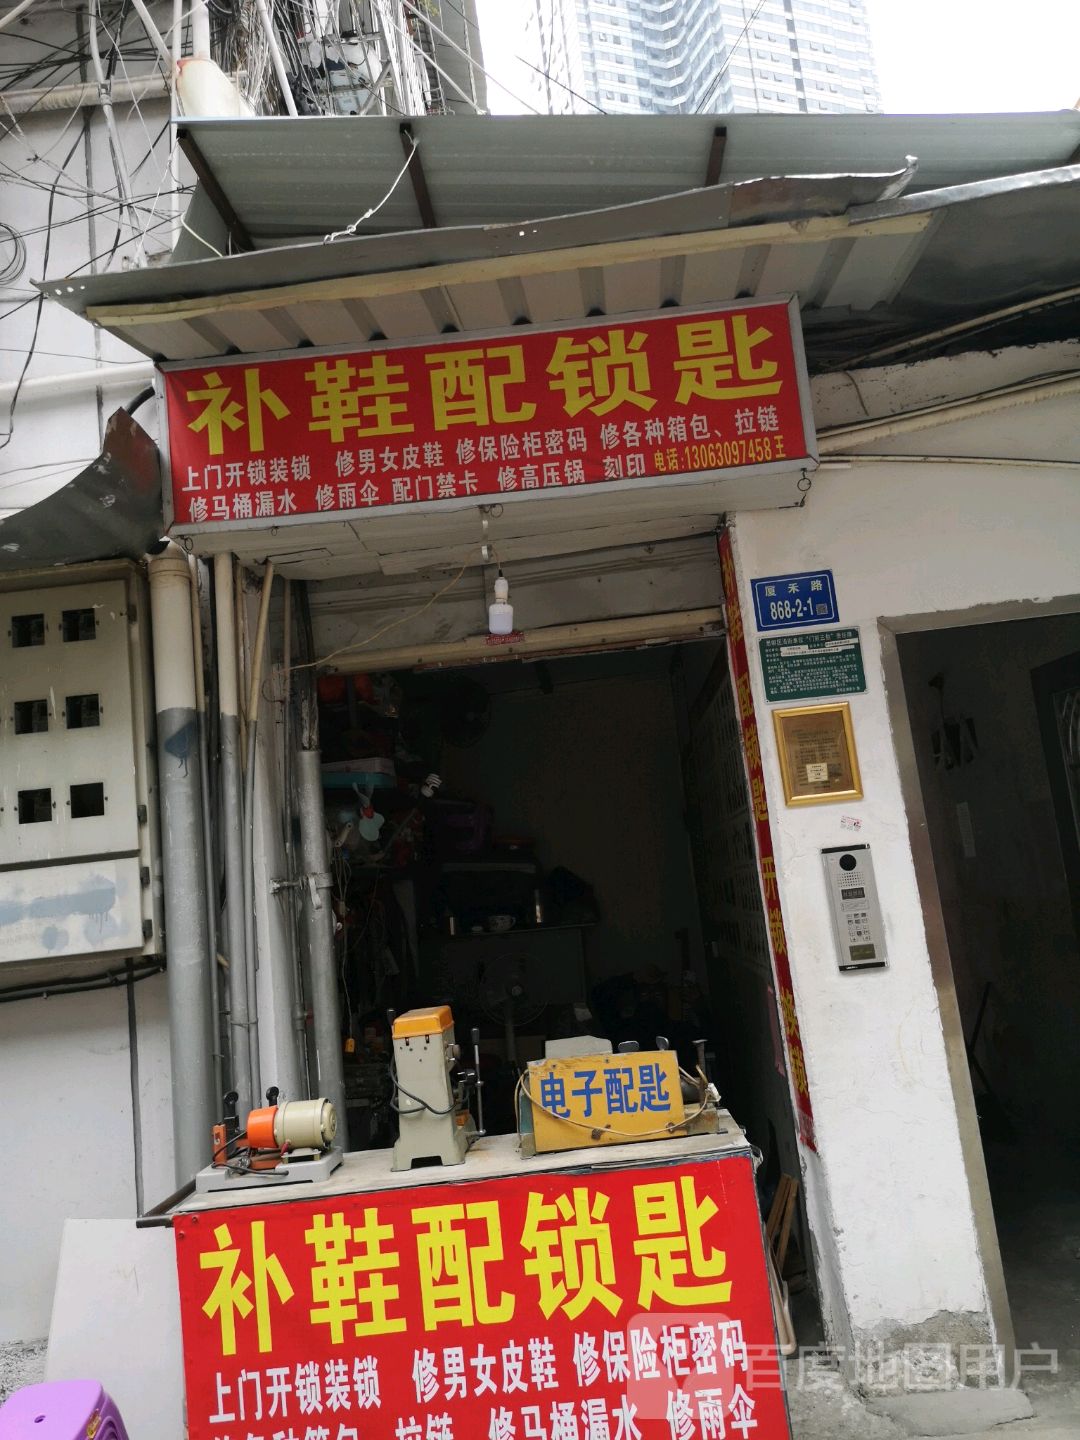 补鞋配锁匙
上门开锁装锁 修男女皮鞋 修保险柜密码 修各种箱包、拉链
修马桶漏水 修雨伞 配门禁卡 修高压锅 刻印 电话:13063097458王
厦禾路
868-2-1
电子配匙
补鞋配锁匙
上门开锁装锁 修男女皮鞋 修保险柜密码
拉链 修马桶漏水 修雨伞
百度地图用户